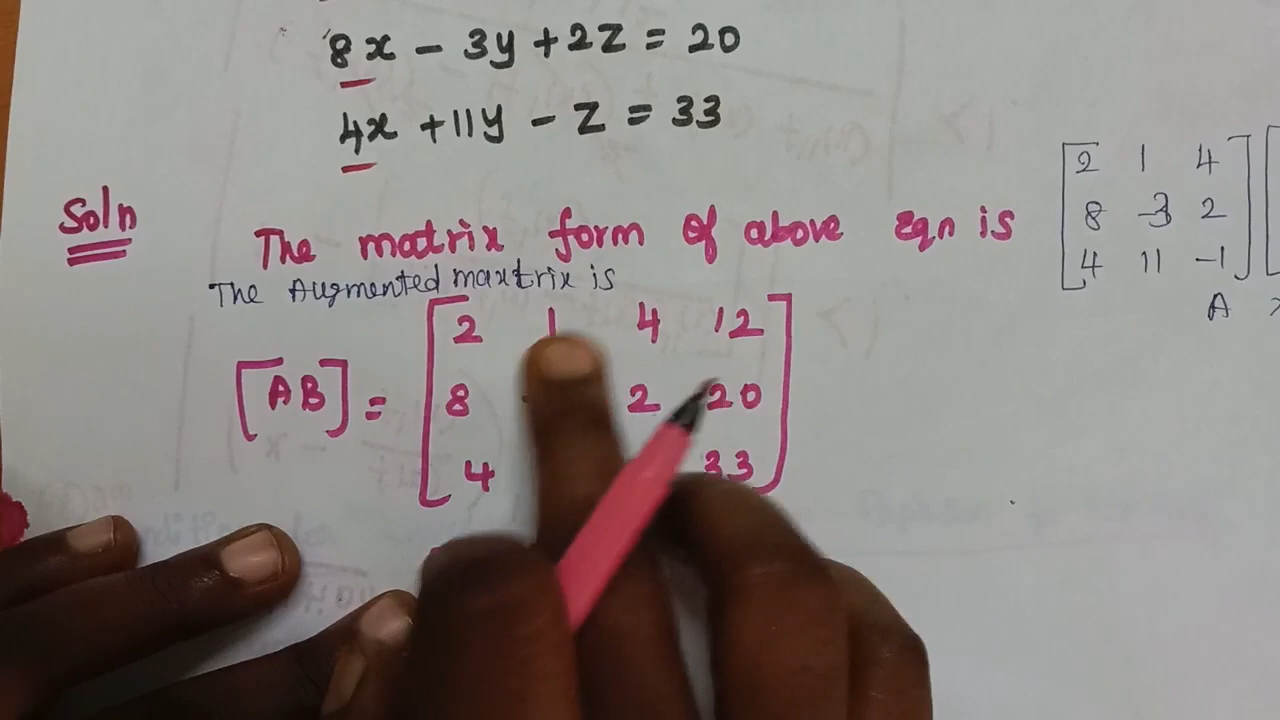 8x - 3y + 2z = 20
4x + 11y - z = 33
Soln
The matrix form of above eqn is
2 1 4
8 -3 2
4 11 -1
A
The Augmented maxtrix is
[AB] =
2 1 4 12
8 2 20
4 33